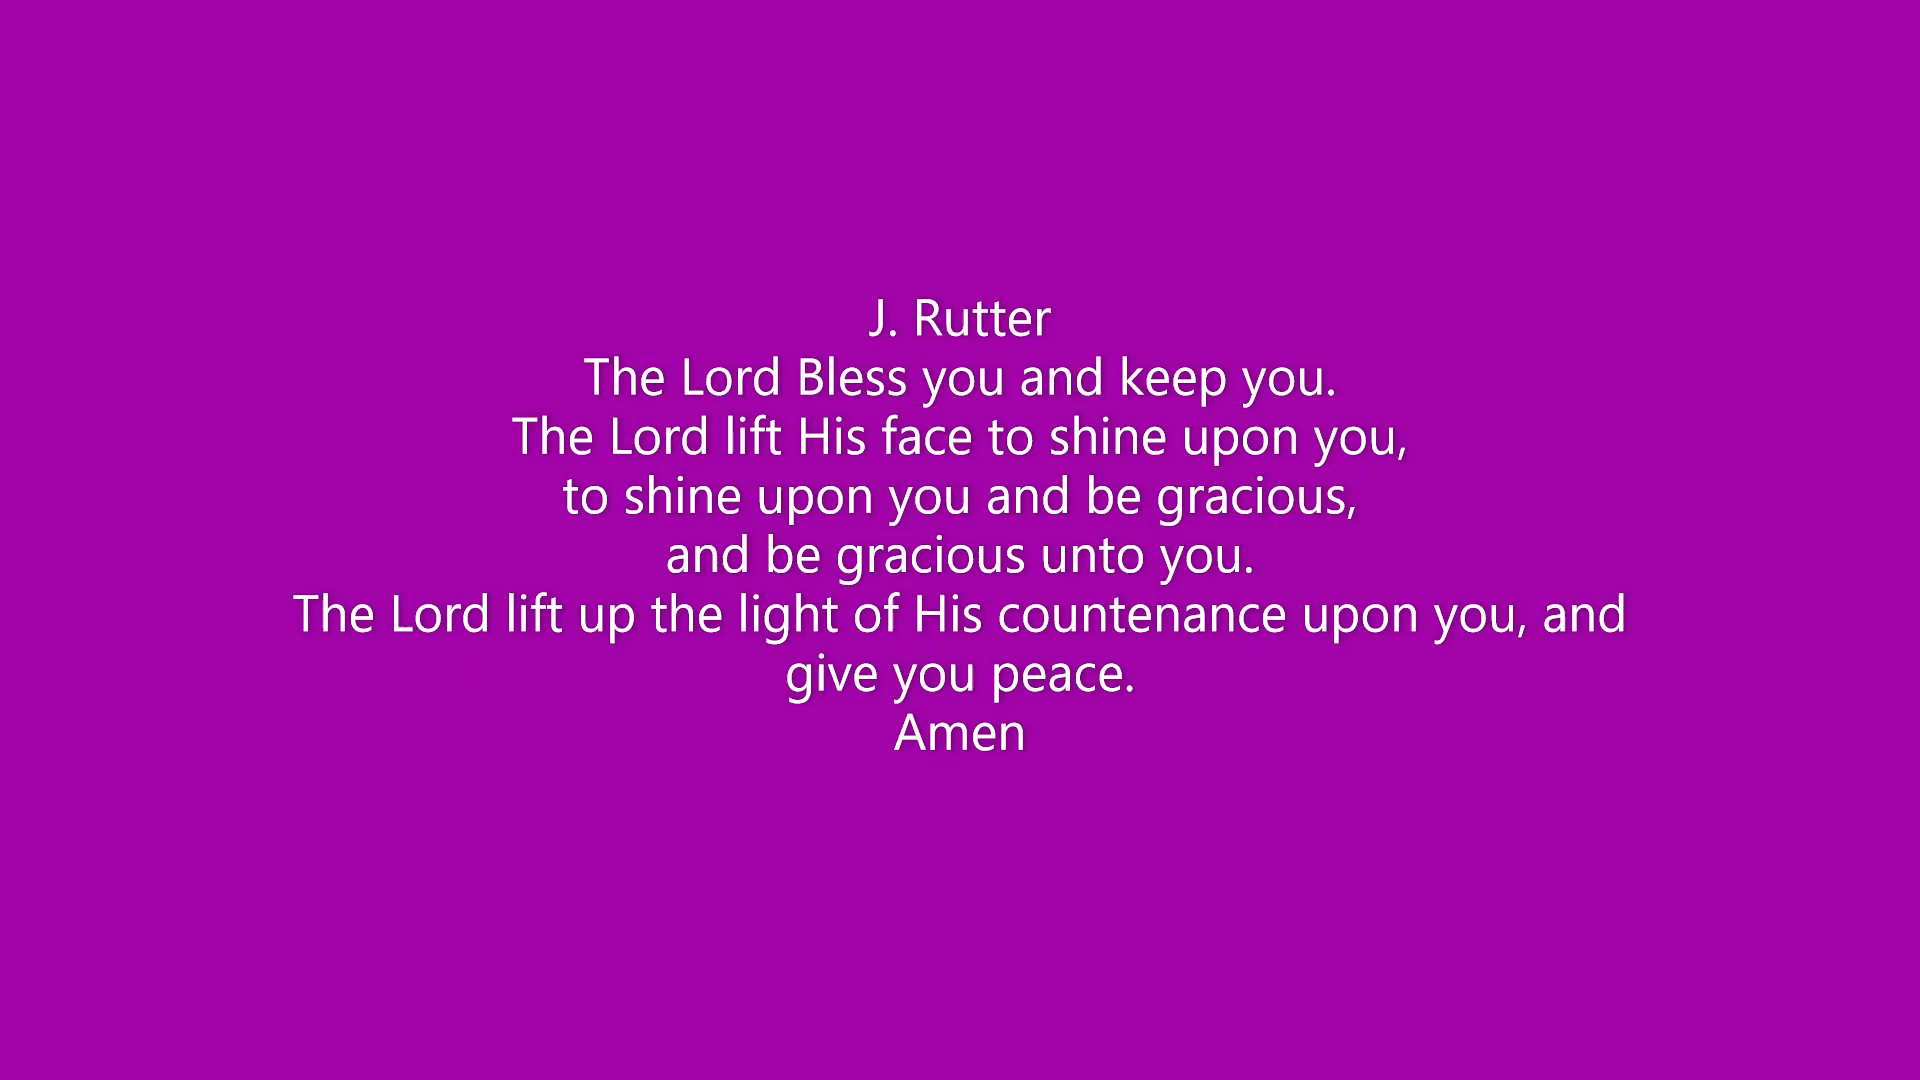 J. Rutter
The Lord Bless you and keep you.
The Lord lift His face to shine upon you,
to shine upon you and be gracious,
and be gracious unto you.
The Lord lift up the light of His countenance upon you, and
give you peace.
Amen